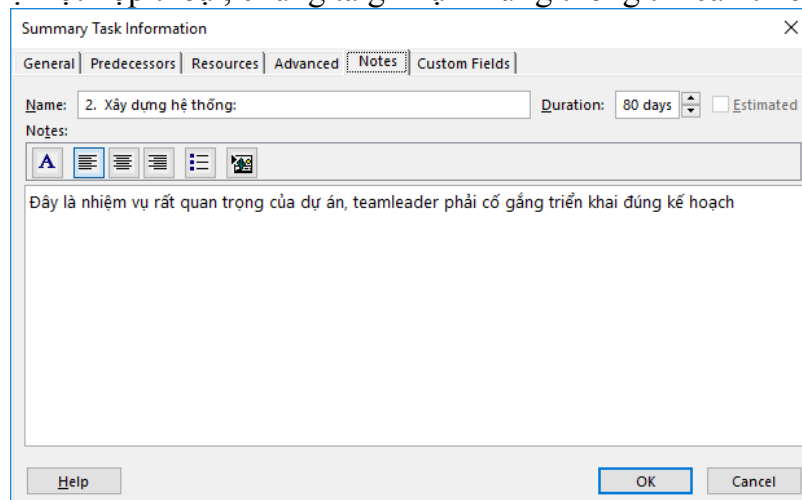 Summary Task Information
General Predecessors Resources Advanced Notes Custom Fields
Name: 2. Xây dựng hệ thống: Duration: 80 days Estimated
Notes:
A
Đây là nhiệm vụ rất quan trọng của dự án, teamleader phải cố gắng triển khai đúng kế hoạch
Help OK Cancel